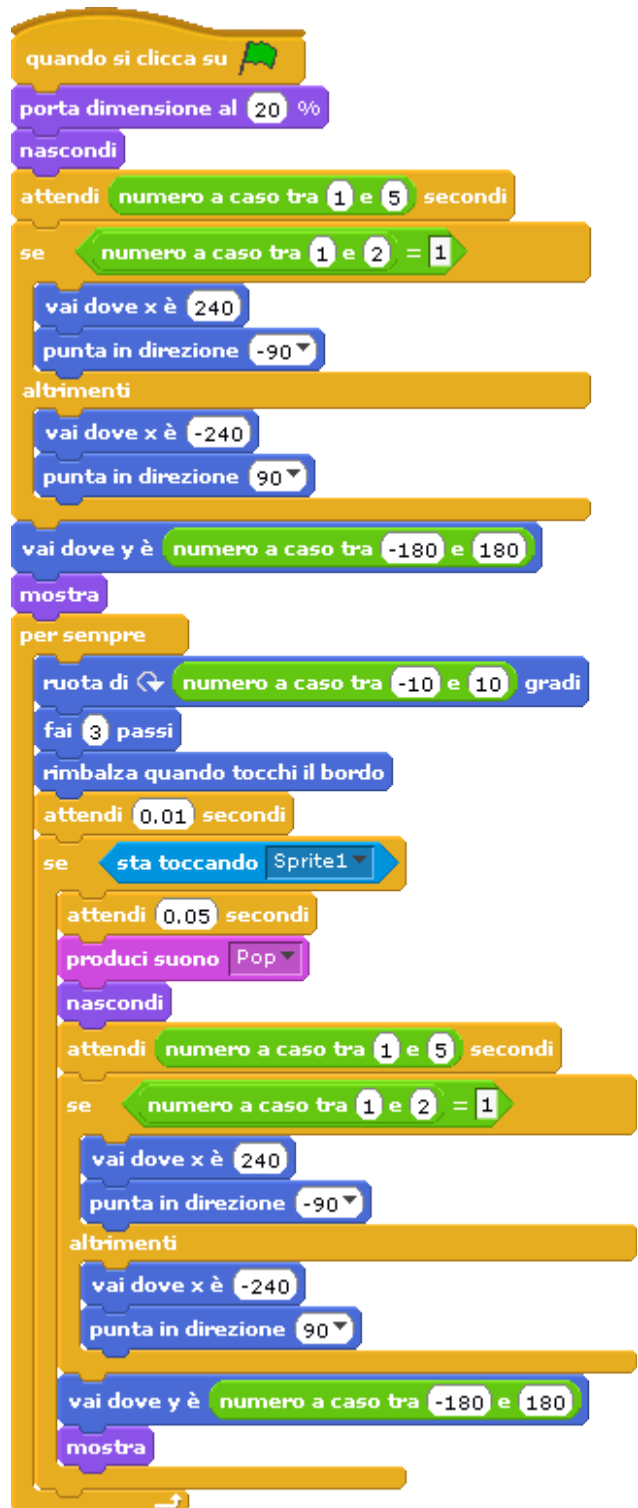 quando si clicca su
porta dimensione al 20 %
nascondi
attendi numero a caso tra 1 e 5 secondi
se numero a caso tra 1 e 2 = 1
vai dove x è 240
punta in direzione -90
altrimenti
vai dove x è -240
punta in direzione 90
vai dove y è numero a caso tra -180 e 180
mostra
per sempre
ruota di numero a caso tra -10 e 10 gradi
fai 3 passi
rimbalza quando tocchi il bordo
attendi 0.01 secondi
se sta toccando Sprite1
attendi 0.05 secondi
produci suono Pop
nascondi
attendi numero a caso tra 1 e 5 secondi
se numero a caso tra 1 e 2 = 1
vai dove x è 240
punta in direzione -90
altrimenti
vai dove x è -240
punta in direzione 90
vai dove y è numero a caso tra -180 e 180
mostra